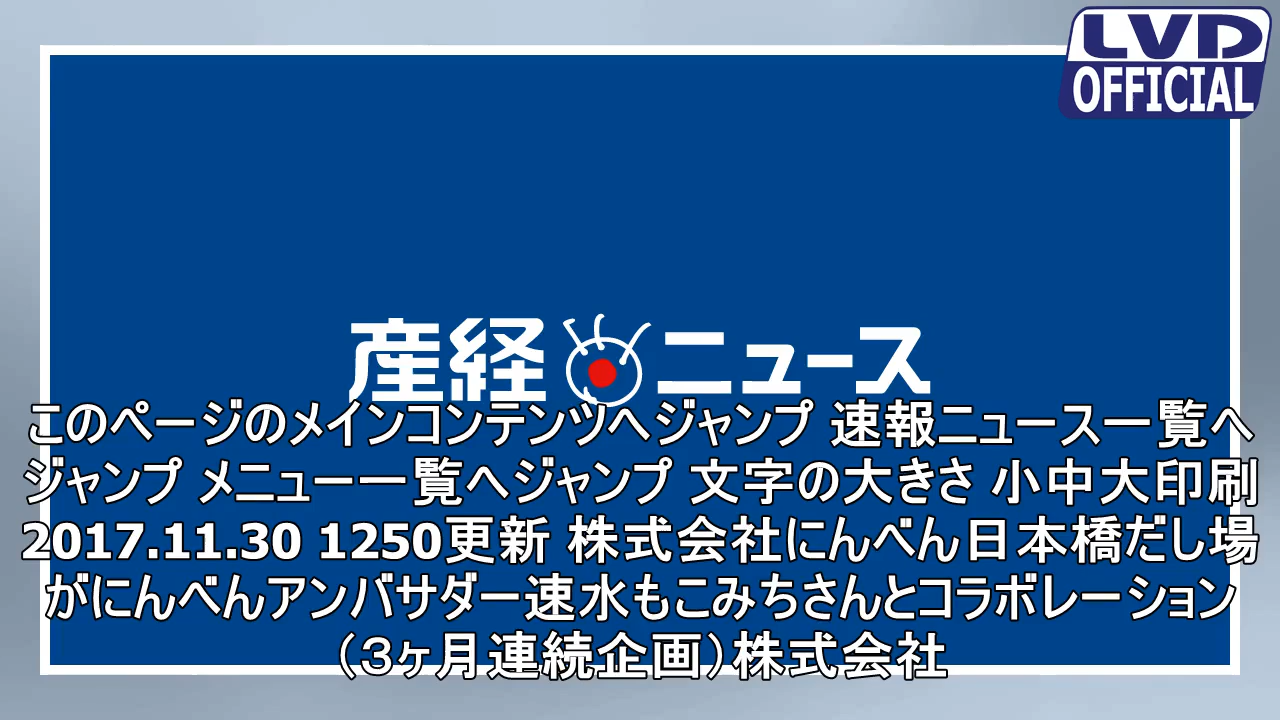 LVD
OFFICIAL
産経ニュース
このページのメインコンテンツへジャンプ 速報ニュース一覧へ
ジャンプ メニュー一覧へジャンプ 文字の大きさ 小中大印刷
2017.11.30 1250更新 株式会社にんべん日本橋だし場
がにんべんアンバサダー速水もこみちさんとコラボレーション
（３ヶ月連続企画）株式会社